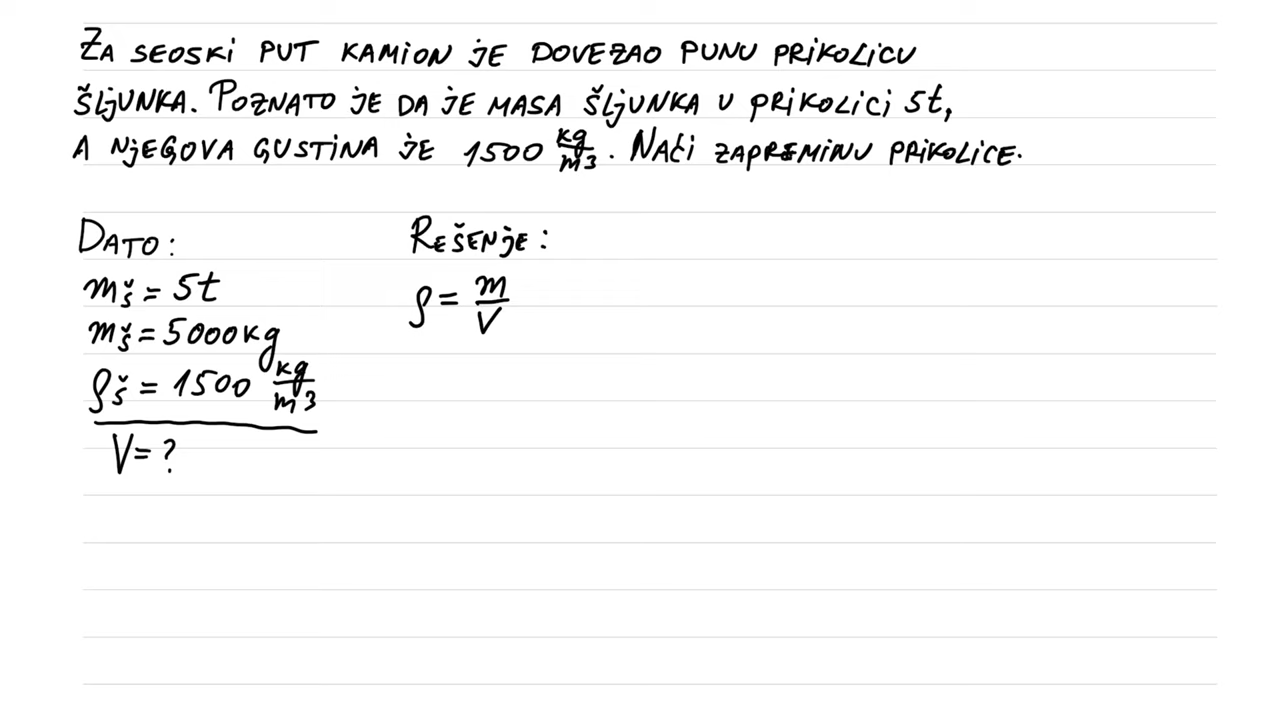 Za seoski put kamion je dovezao punu prikolicu
šljunka. Poznato je da je masa šljunka u prikolici 5t,
a njegova gustina je 1500 kg/m3. Naći zapreminu prikolice.
Dato:
mš = 5t
mš = 5000kg
ρš = 1500 kg/m3
V = ?
Rešenje:
ρ = m/V